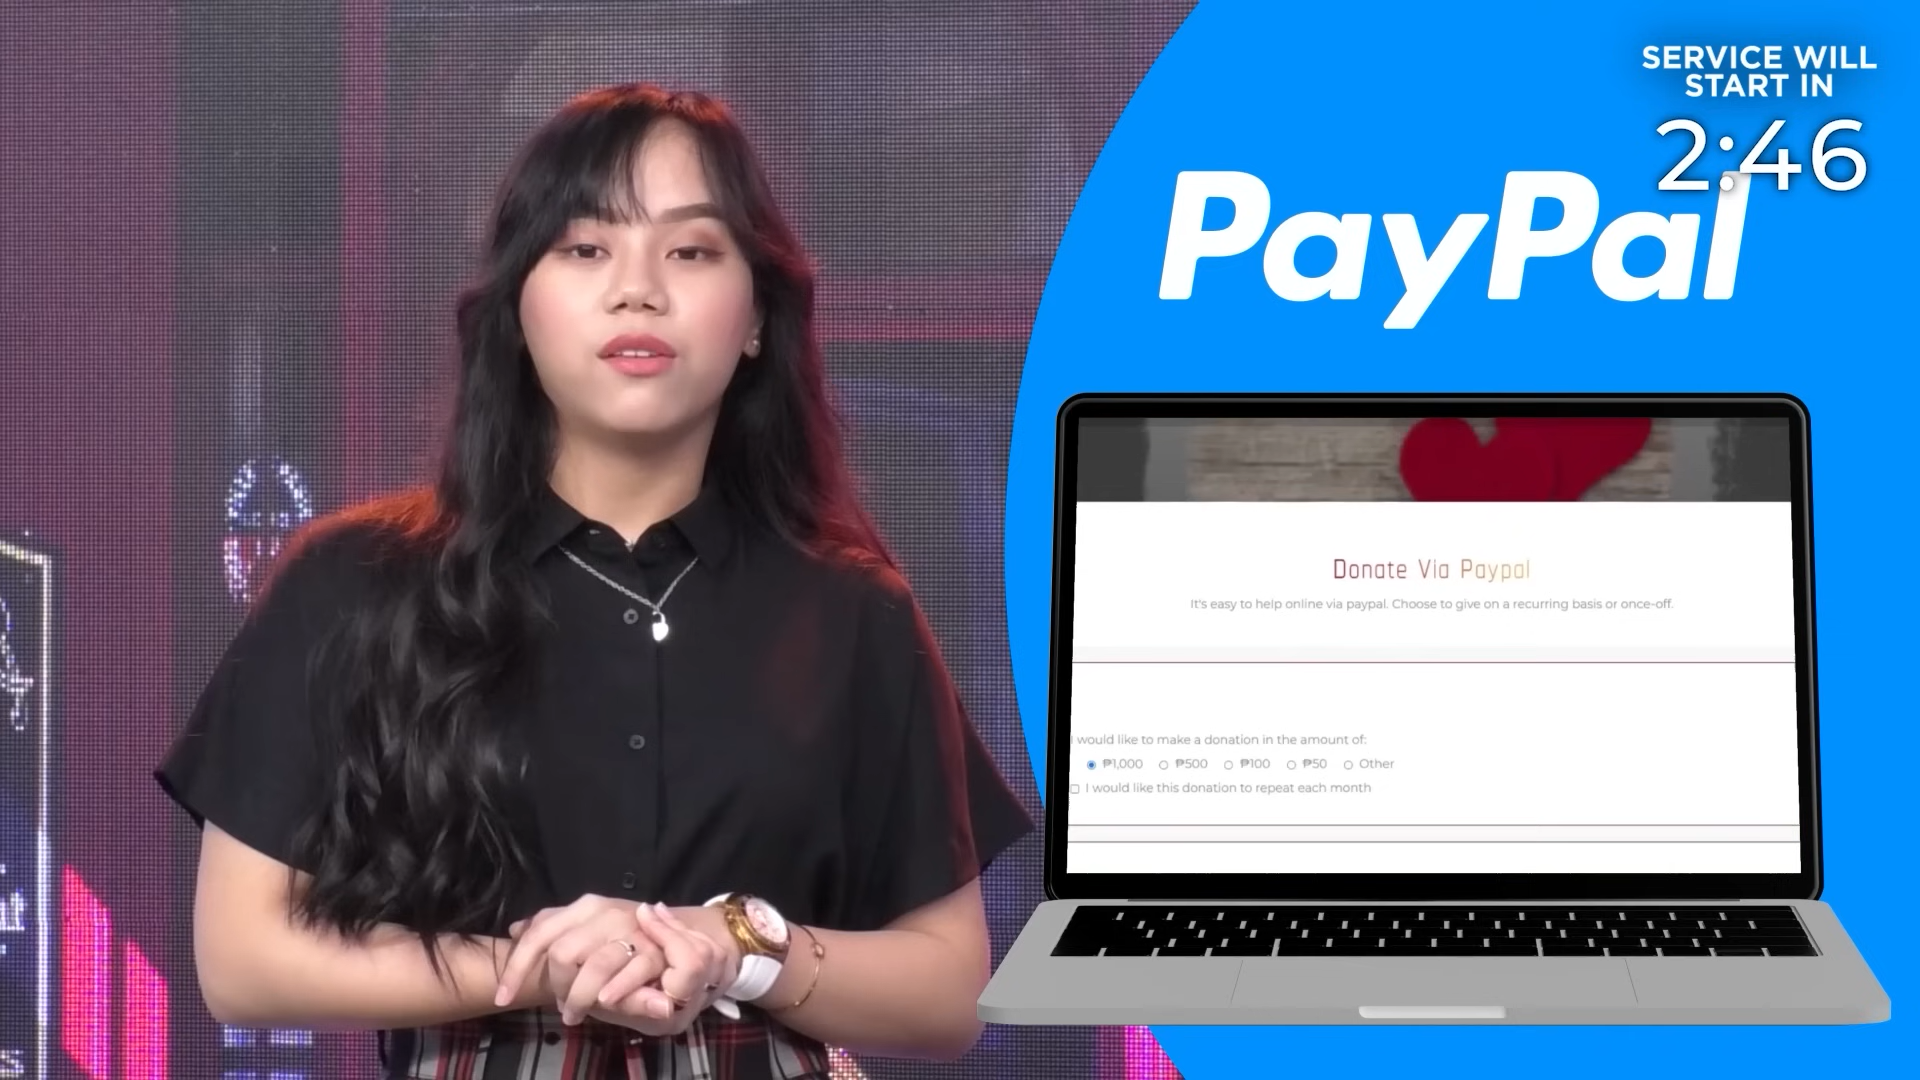 SERVICE WILL
START IN
2:46
PayPal
Donate Via Paypal
It's easy to help online via paypal. Choose to give on a recurring basis or once-off.
I would like to make a donation in the amount of:
₱1,000 ₱500 ₱100 ₱50 Other
I would like this donation to repeat each month